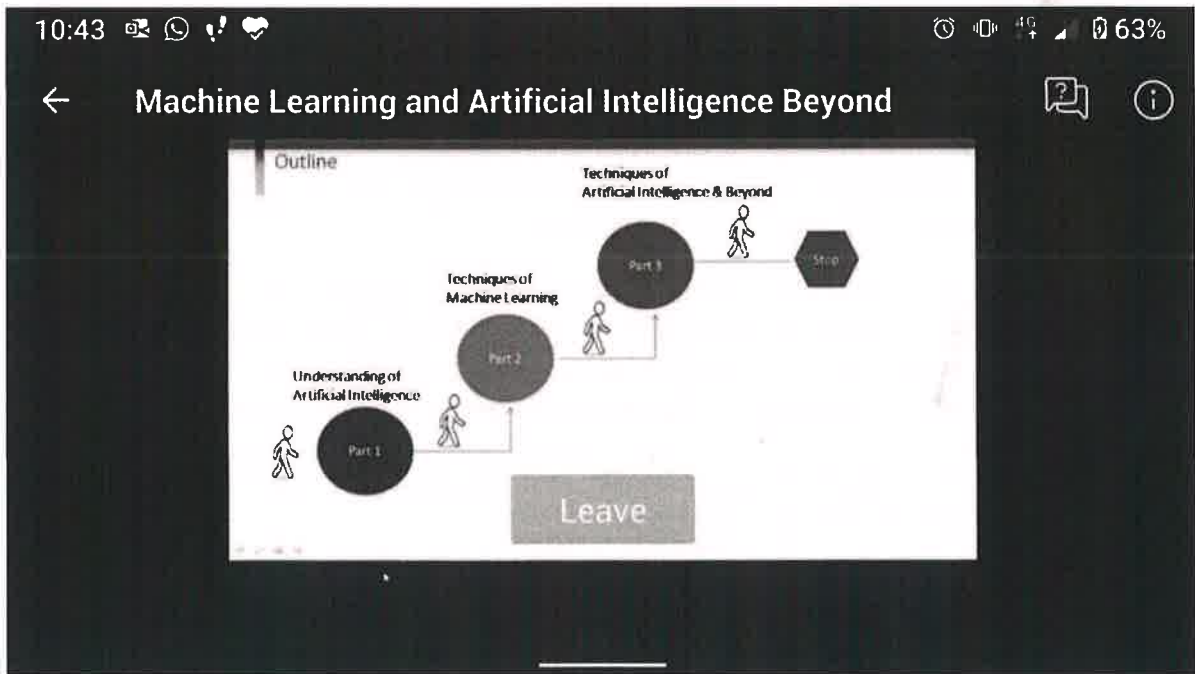 10:43
4G
63%
Machine Learning and Artificial Intelligence Beyond
Outline
Techniques of
Artificial Intelligence & Beyond
Part 3
Stop
Techniques of
Machine Learning
Part 2
Understanding of
Artificial Intelligence
Part 1
Leave